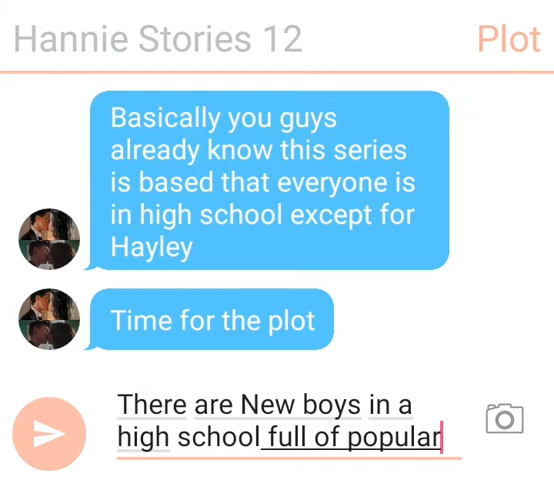 Hannie Stories 12
Plot
Basically you guys
already know this series
is based that everyone is
in high school except for
Hayley
Time for the plot
There are New boys in a
high school full of popular